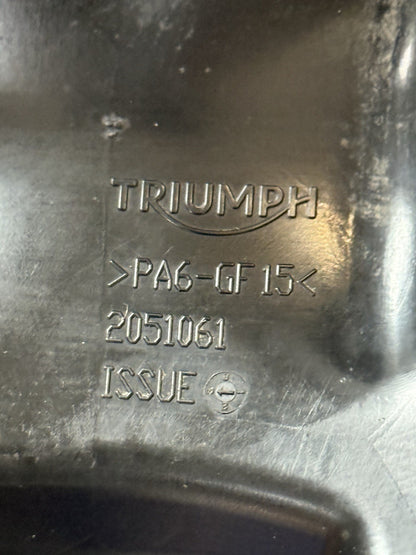 TRIUMPH
>PA6-GF15<
2051061
ISSUE